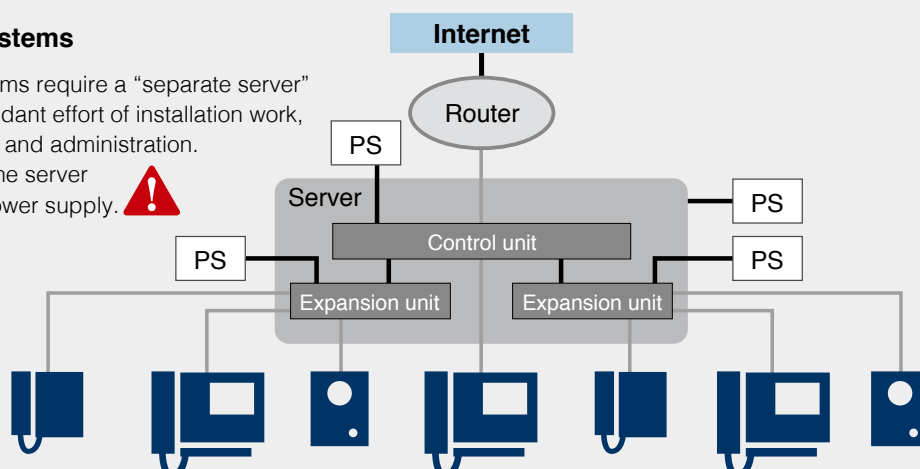 stems
ms require a “separate server”
dant effort of installation work,
and administration.
ne server
ower supply.
Internet
Router
PS
Server
PS
Control unit
PS
PS
Expansion unit
Expansion unit